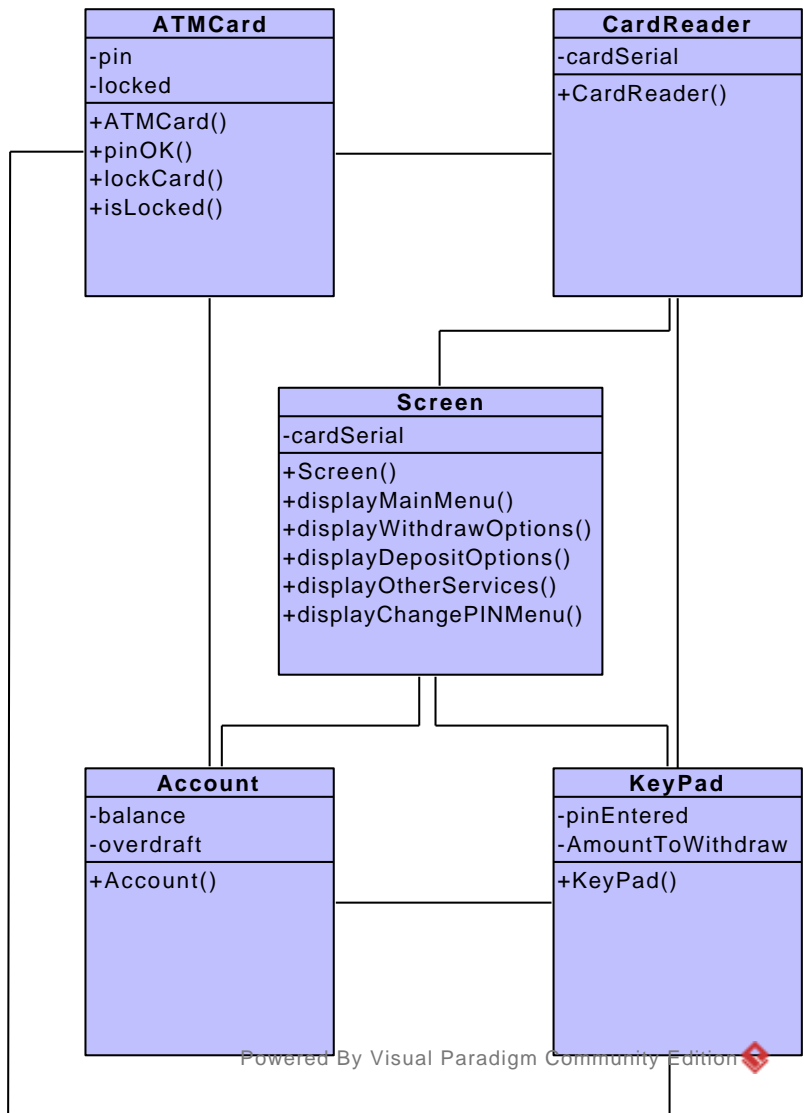 ATMCard
-pin
-locked
+ATMCard()
+pinOK()
+lockCard()
+isLocked()
CardReader
-cardSerial
+CardReader()
Screen
-cardSerial
+Screen()
+displayMainMenu()
+displayWithdrawOptions()
+displayDepositOptions()
+displayOtherServices()
+displayChangePINMenu()
Account
-balance
-overdraft
+Account()
KeyPad
-pinEntered
-AmountToWithdraw
+KeyPad()
Powered By Visual Paradigm Community Edition